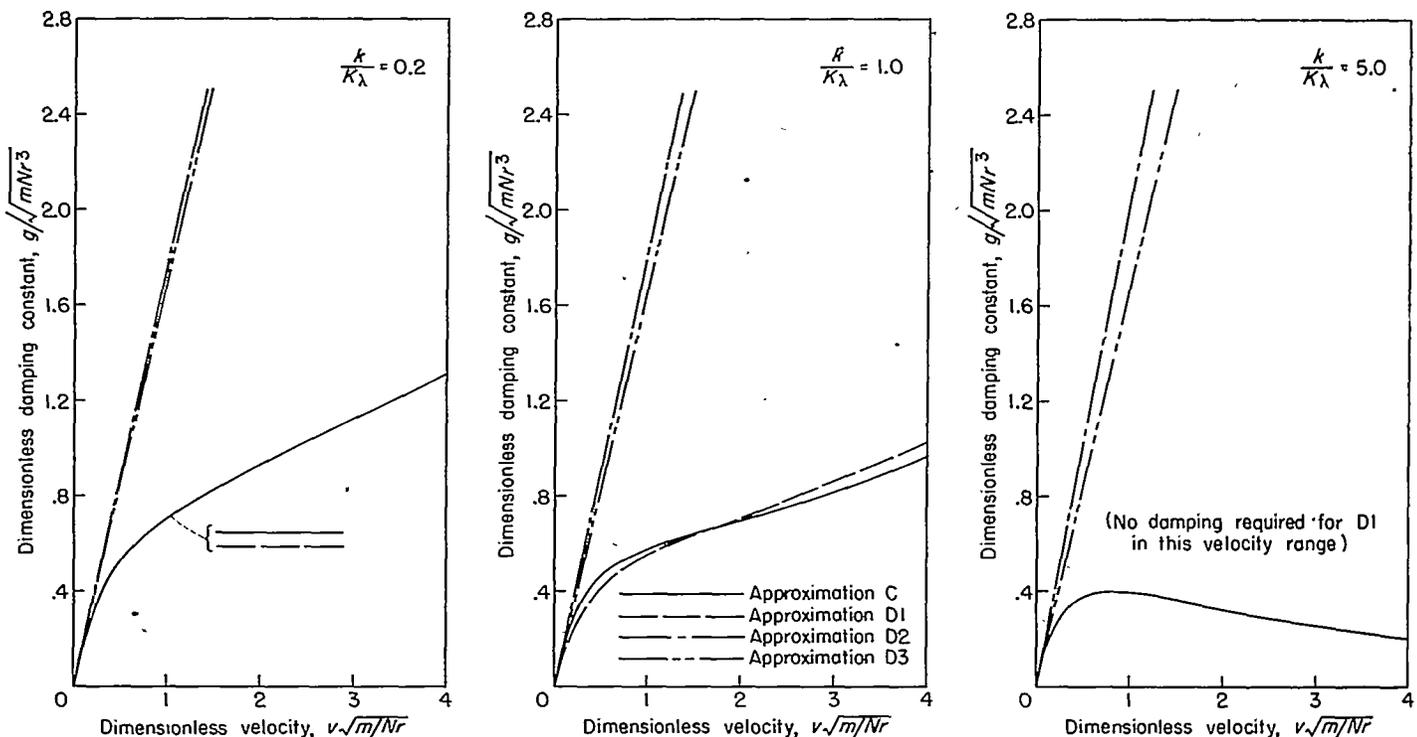 2.8
2.4
2.0
1.6
1.2
.8
.4
0
1
2
3
4
Dimensionless damping constant, g/√mNr³
Dimensionless velocity, v√m/Nr
k/Kλ = 0.2
2.8
2.4
2.0
1.6
1.2
.8
.4
0
1
2
3
4
Dimensionless damping constant, g/√mNr³
Dimensionless velocity, v√m/Nr
k/Kλ = 1.0
Approximation C
Approximation D1
Approximation D2
Approximation D3
2.8
2.4
2.0
1.6
1.2
.8
.4
0
1
2
3
4
Dimensionless damping constant, g/√mNr³
Dimensionless velocity, v√m/Nr
k/Kλ = 5.0
(No damping required for D1
in this velocity range)